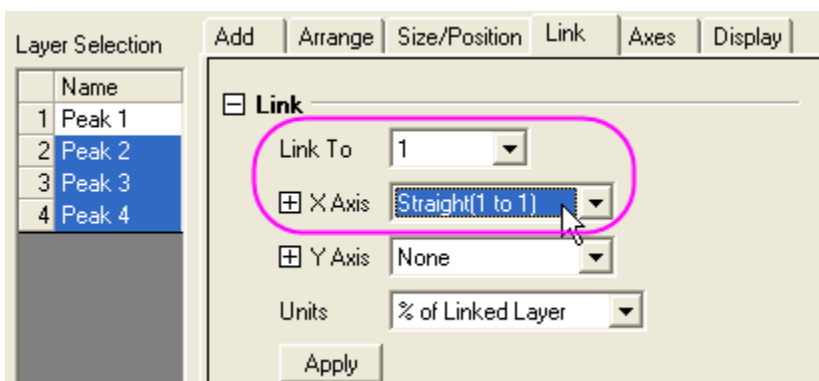 Layer Selection
Name
1 Peak 1
2 Peak 2
3 Peak 3
4 Peak 4
Add Arrange Size/Position Link Axes Display
Link
Link To 1
X Axis Straight(1 to 1)
Y Axis None
Units % of Linked Layer
Apply